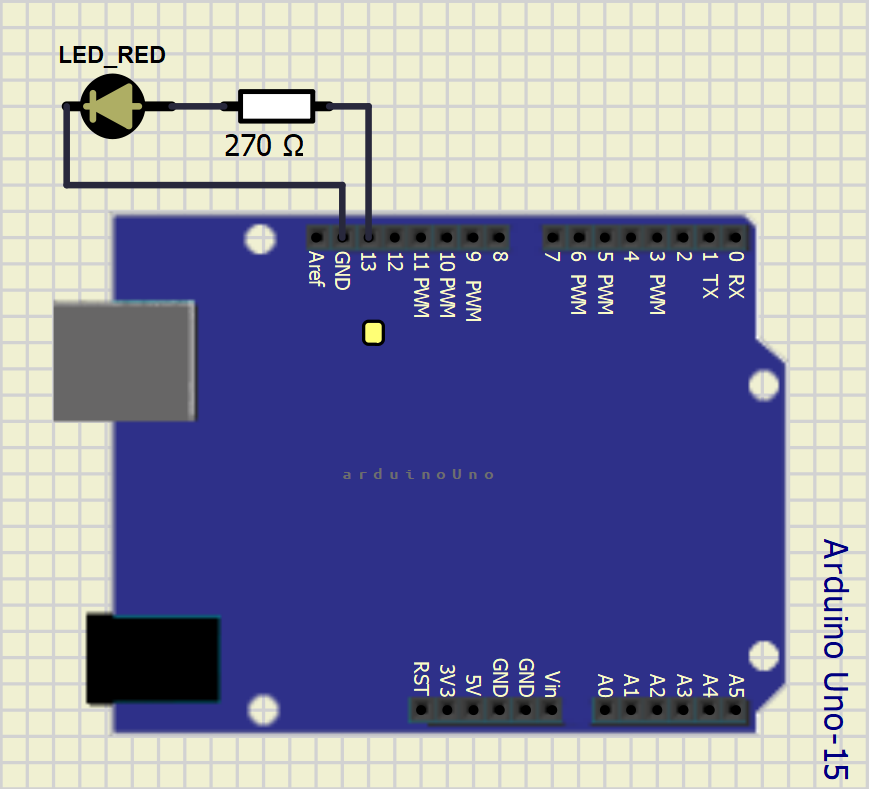 LED_RED
270 Ω
Aref
GND
13
12
11 PWM
10 PWM
9 PWM
8
7
6 PWM
5 PWM
4
3 PWM
2
1 TX
0 RX
arduinoUno
Arduino Uno-15
RST
3V3
5V
GND
GND
Vin
A0
A1
A2
A3
A4
A5